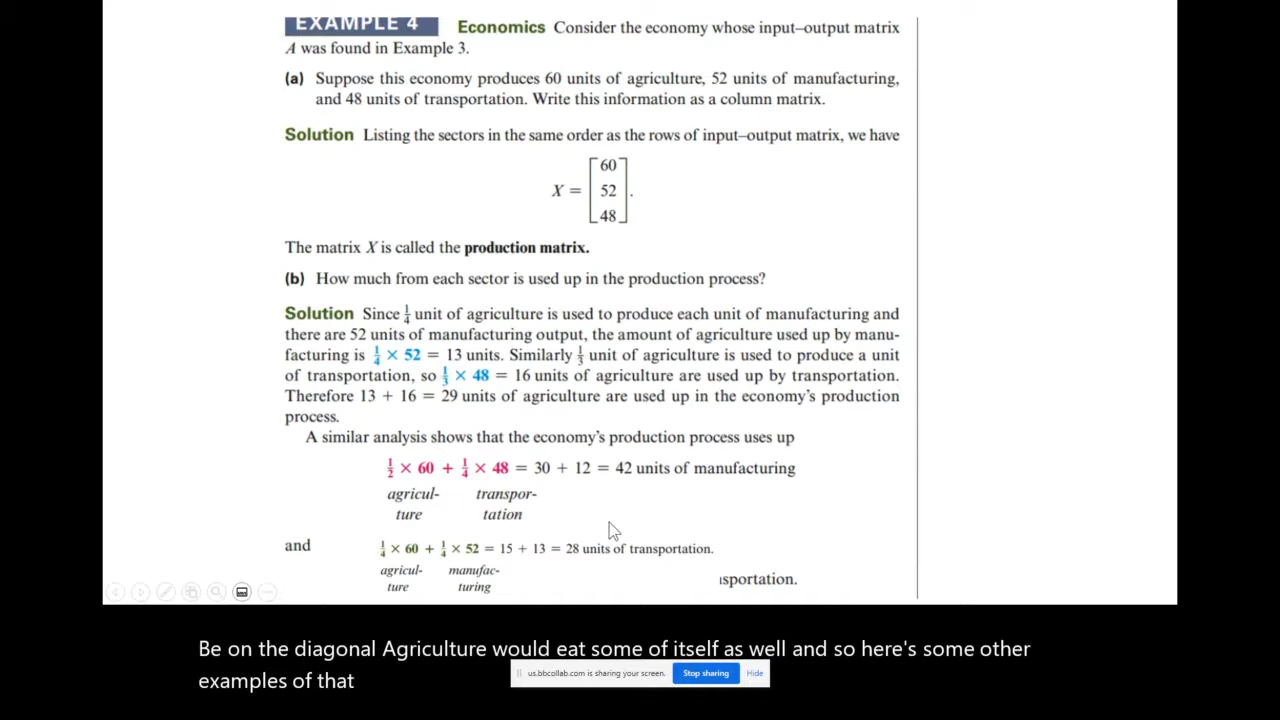 EXAMPLE 4 Economics Consider the economy whose input–output matrix
A was found in Example 3.
(a) Suppose this economy produces 60 units of agriculture, 52 units of manufacturing,
and 48 units of transportation. Write this information as a column matrix.
Solution Listing the sectors in the same order as the rows of input–output matrix, we have
X = [60
52
48].
The matrix X is called the production matrix.
(b) How much from each sector is used up in the production process?
Solution Since 1/4 unit of agriculture is used to produce each unit of manufacturing and
there are 52 units of manufacturing output, the amount of agriculture used up by manu-
facturing is 1/4 × 52 = 13 units. Similarly 1/3 unit of agriculture is used to produce a unit
of transportation, so 1/3 × 48 = 16 units of agriculture are used up by transportation.
Therefore 13 + 16 = 29 units of agriculture are used up in the economy's production
process.
A similar analysis shows that the economy's production process uses up
1/2 × 60 + 1/4 × 48 = 30 + 12 = 42 units of manufacturing
agricul- transpor-
ture tation
and 1/4 × 60 + 1/4 × 52 = 15 + 13 = 28 units of transportation.
agricul- manufac-
ture turing
sportation.
Be on the diagonal Agriculture would eat some of itself as well and so here's some other
examples of that
us.bbcollab.com is sharing your screen. Stop sharing Hide